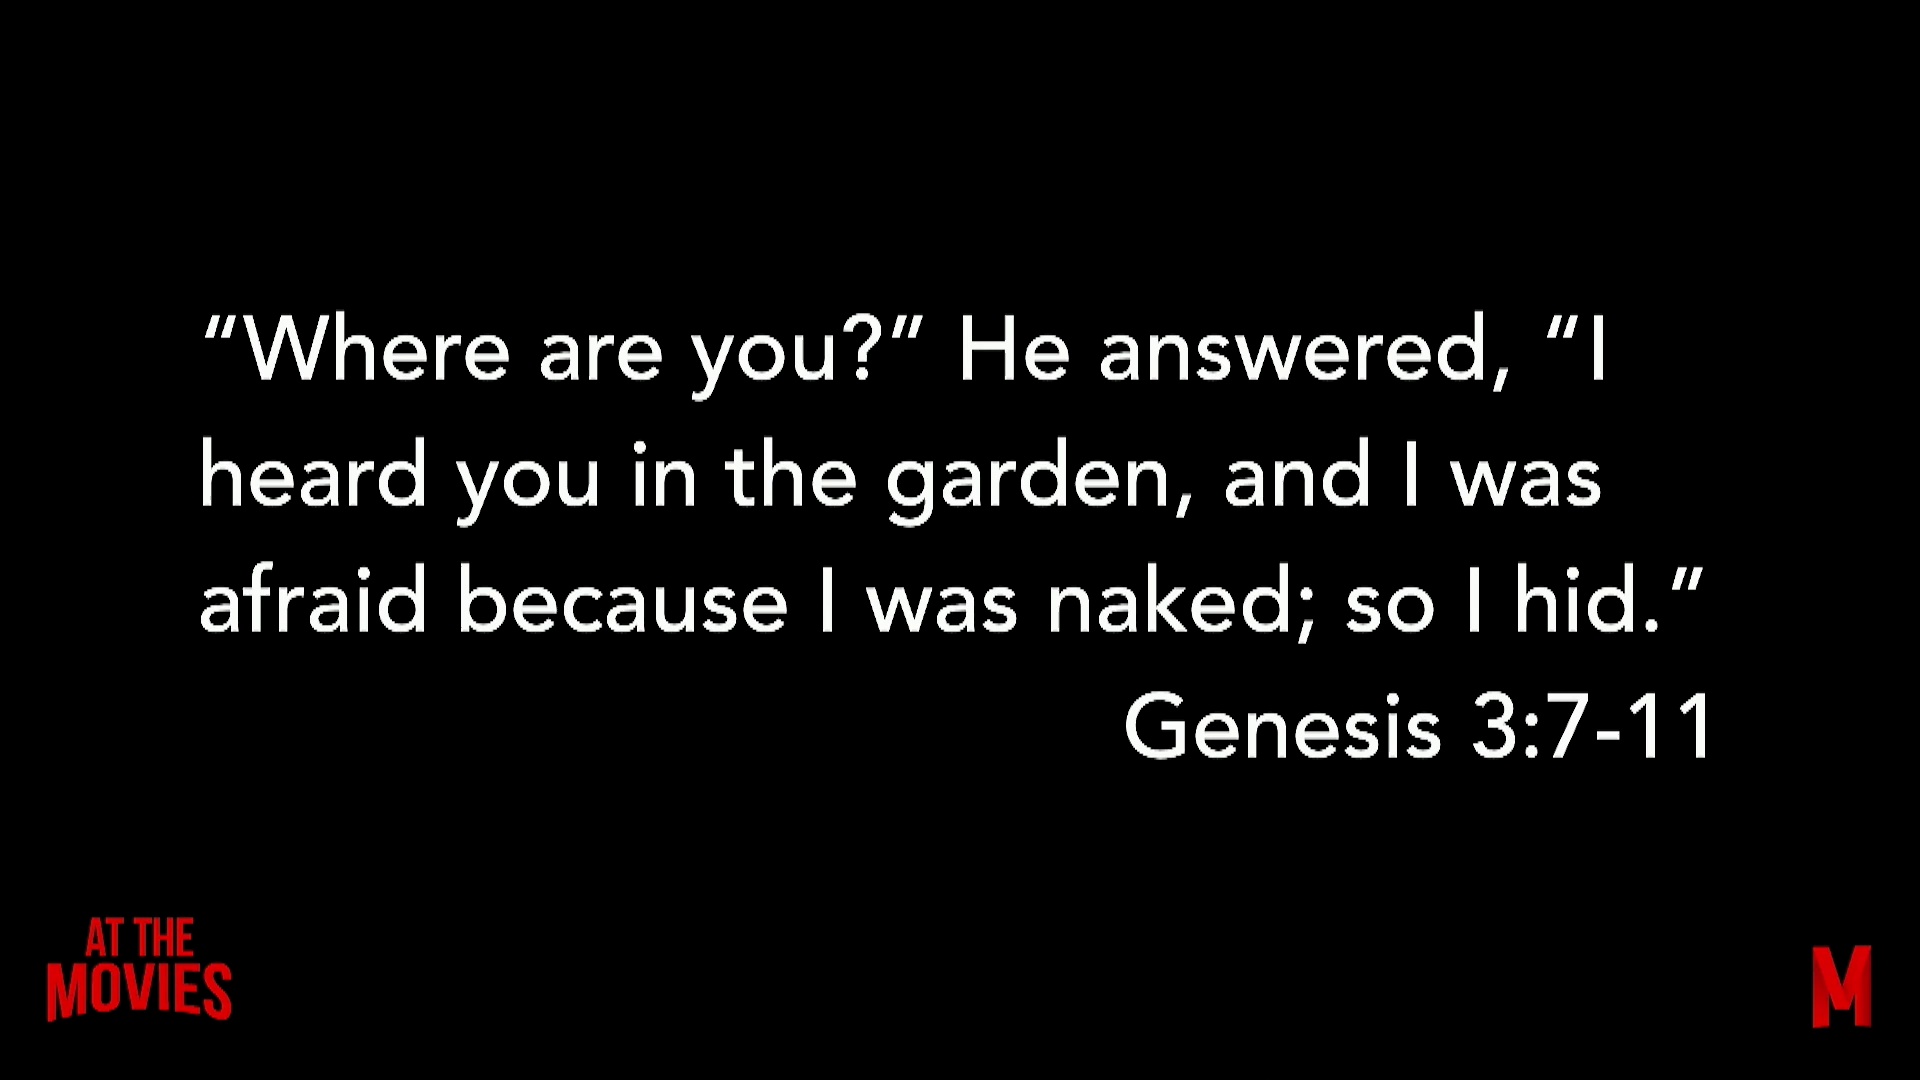 “Where are you?” He answered, “I
heard you in the garden, and I was
afraid because I was naked; so I hid.”
Genesis 3:7-11
AT THE
MOVIES
M